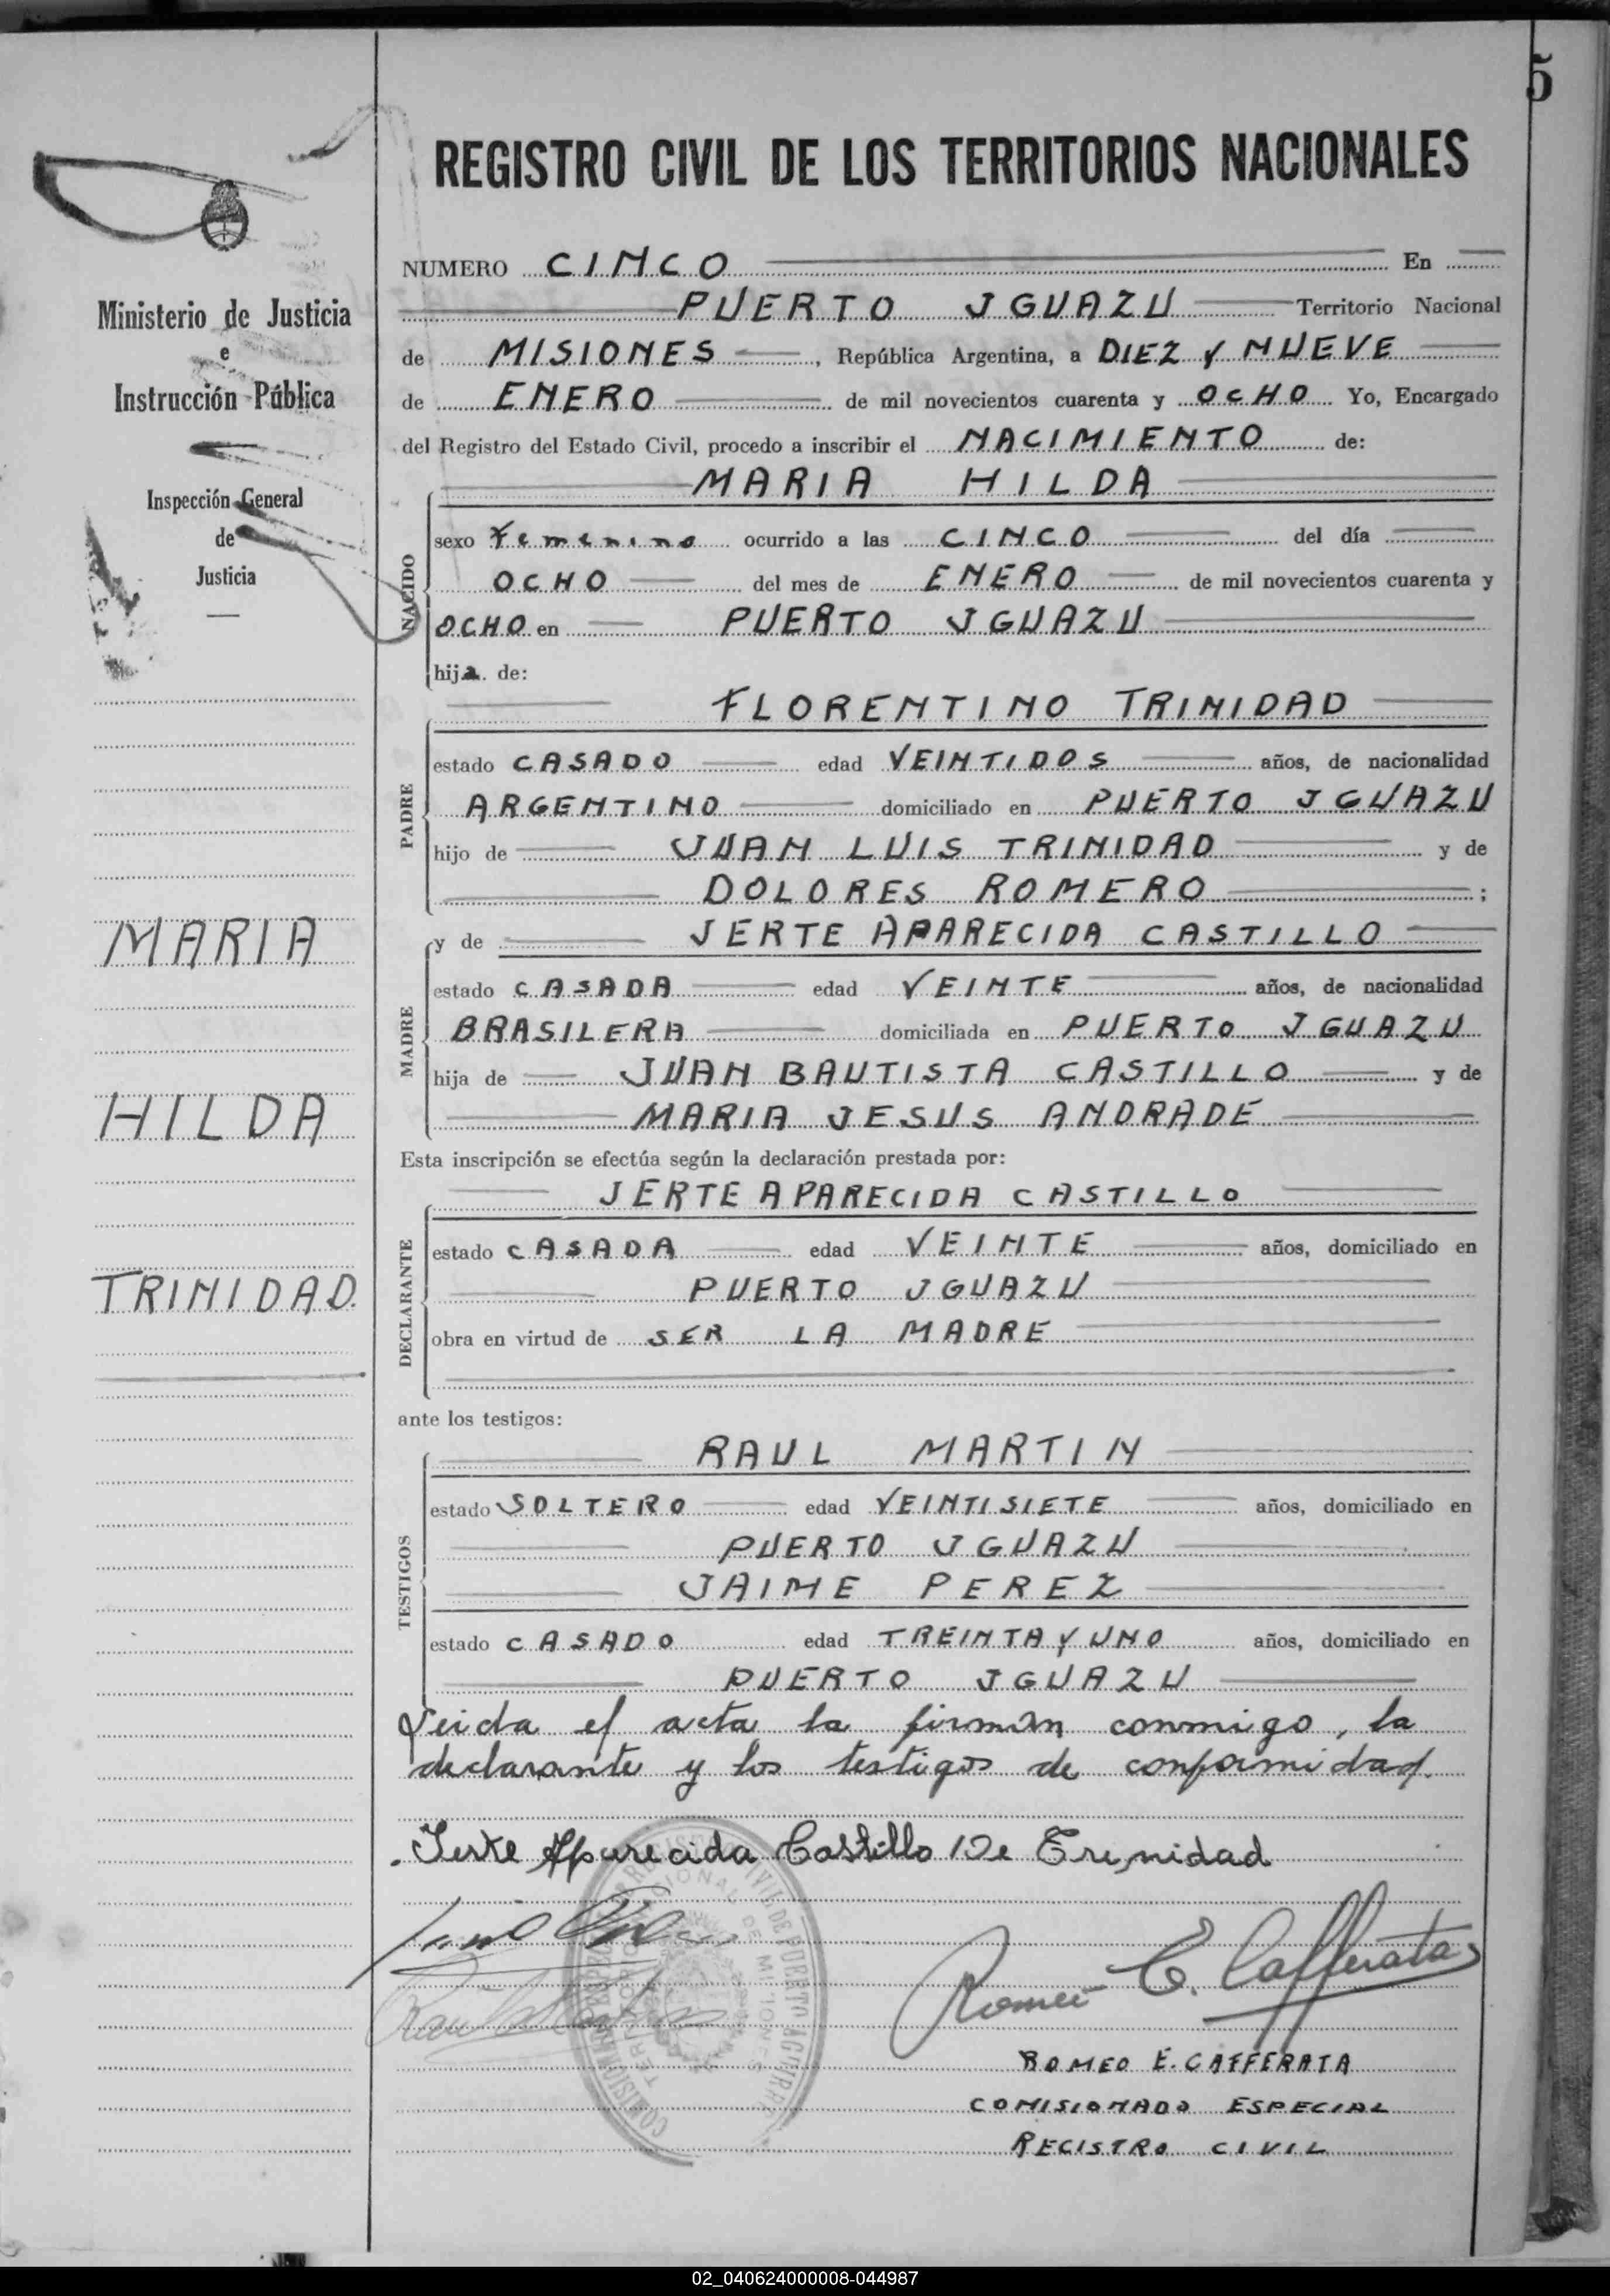 5
REGISTRO CIVIL DE LOS TERRITORIOS NACIONALES
Ministerio de Justicia
e
Instrucción Pública
Inspección General
de
Justicia
MARIA
HILDA
TRINIDAD.
NUMERO CINCO En
PUERTO JGUAZU Territorio Nacional
de MISIONES, República Argentina, a DIEZ Y NUEVE
de ENERO de mil novecientos cuarenta y OCHO Yo, Encargado
del Registro del Estado Civil, procedo a inscribir el NACIMIENTO de:
MARIA HILDA
NACIDO
sexo Femenino ocurrido a las CINCO del día
OCHO del mes de ENERO de mil novecientos cuarenta y
OCHO en PUERTO JGUAZU
hija de:
FLORENTINO TRINIDAD
PADRE
estado CASADO edad VEINTIDOS años, de nacionalidad
ARGENTINO domiciliado en PUERTO JGUAZU
hijo de JUAN LUIS TRINIDAD y de
DOLORES ROMERO ;
y de JERTE APARECIDA CASTILLO
MADRE
estado CASADA edad VEINTE años, de nacionalidad
BRASILERA domiciliada en PUERTO JGUAZU
hija de JUAN BAUTISTA CASTILLO y de
MARIA JESUS ANDRADE
Esta inscripción se efectúa según la declaración prestada por:
JERTE APARECIDA CASTILLO
DECLARANTE
estado CASADA edad VEINTE años, domiciliado en
PUERTO JGUAZU
obra en virtud de SER LA MADRE
ante los testigos:
RAUL MARTIN
TESTIGOS
estado SOLTERO edad VEINTISIETE años, domiciliado en
PUERTO JGUAZU
JAIME PEREZ
estado CASADO edad TREINTA Y UNO años, domiciliado en
PUERTO JGUAZU
Leida el acta la firman conmigo, la
declarante y los testigos de conformidad.
Jerte Aparecida Castillo De Trinidad
Romeo E. Cafferata
ROMEO E. CAFFERATA
COMISIONADO ESPECIAL
REGISTRO CIVIL
02_040624000008-044987